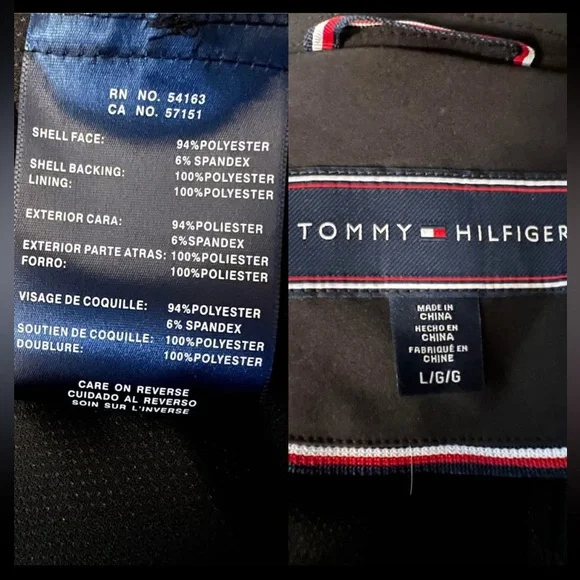 RN NO. 54163
CA NO. 57151
SHELL FACE: 94%POLYESTER
6% SPANDEX
SHELL BACKING: 100%POLYESTER
LINING: 100%POLYESTER
EXTERIOR CARA: 94%POLIESTER
6%SPANDEX
EXTERIOR PARTE ATRAS: 100%POLIESTER
FORRO: 100%POLIESTER
VISAGE DE COQUILLE: 94%POLYESTER
6% SPANDEX
SOUTIEN DE COQUILLE: 100%POLYESTER
DOUBLURE: 100%POLYESTER
CARE ON REVERSE
CUIDADO AL REVERSO
SOIN SUR L'INVERSE
TOMMY HILFIGER
MADE IN
CHINA
HECHO EN
CHINA
FABRIQUÉ EN
CHINE
L/G/G